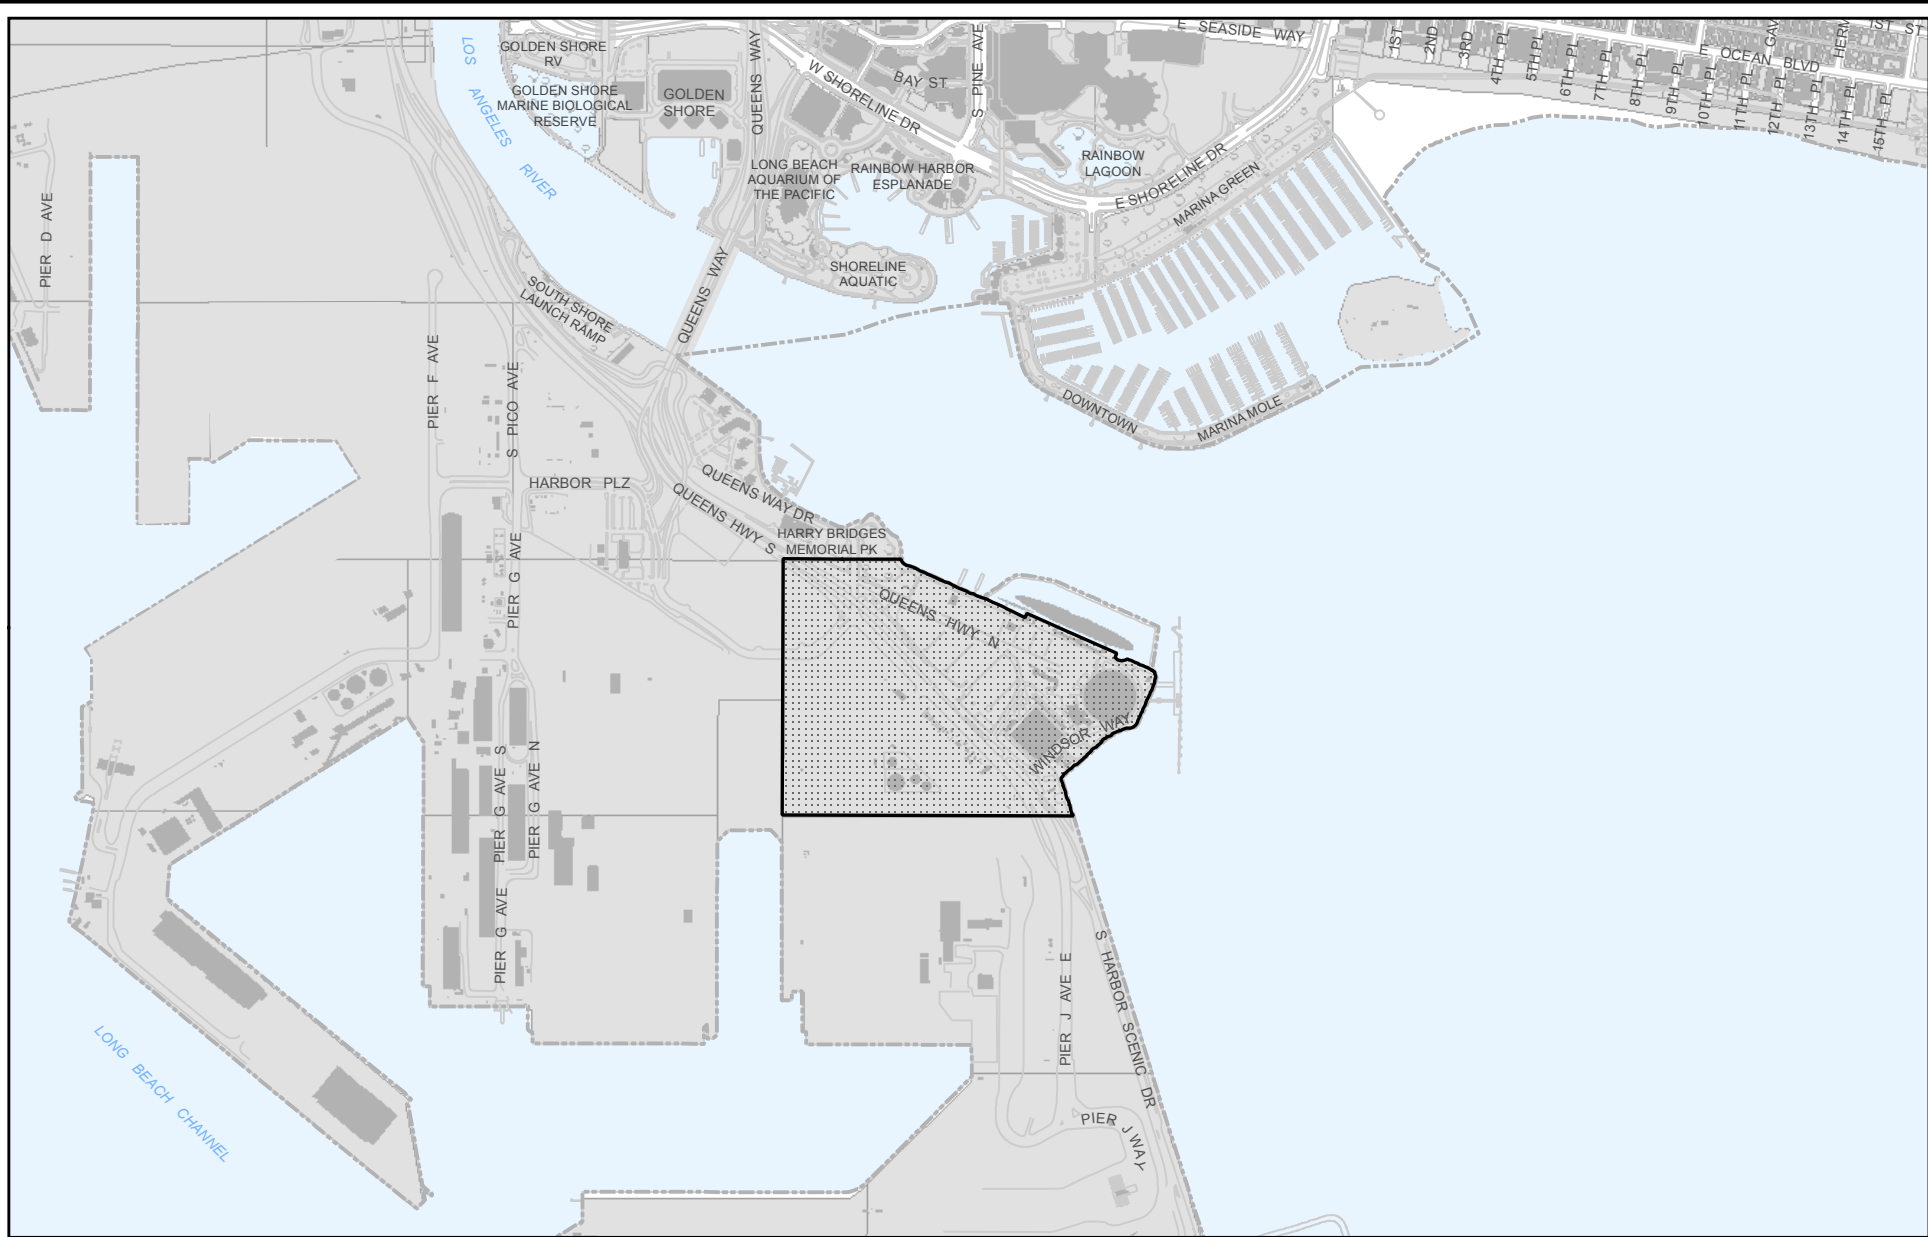 LOS
ANGELES
RIVER
GOLDEN SHORE
RV
GOLDEN SHORE
MARINE BIOLOGICAL
RESERVE
GOLDEN
SHORE
QUEENS WAY
W SHORELINE DR
BAY ST
S PINE AVE
E SEASIDE WAY
1ST
2ND
3RD
4TH PL
5TH PL
6TH PL
7TH PL
8TH PL
9TH PL
10TH PL
11TH PL
12TH PL
13TH PL
14TH PL
15TH PL
E OCEAN BLVD
GAV
HERM
1ST ST
LONG BEACH
AQUARIUM OF
THE PACIFIC
RAINBOW HARBOR
ESPLANADE
RAINBOW
LAGOON
E SHORELINE DR
MARINA GREEN
SHORELINE
AQUATIC
QUEENS WAY
SOUTH SHORE
LAUNCH RAMP
DOWNTOWN
MARINA MOLE
PIER D AVE
PIER F AVE
S PICO AVE
HARBOR PLZ
QUEENS WAY DR
QUEENS HWY S
HARRY BRIDGES
MEMORIAL PK
PIER G AVE
QUEENS HWY N
WINDSOR WAY
PIER G AVE S
PIER G AVE N
PIER G AVE
PIER J AVE E
S HARBOR SCENIC DR
PIER J WAY
LONG BEACH CHANNEL